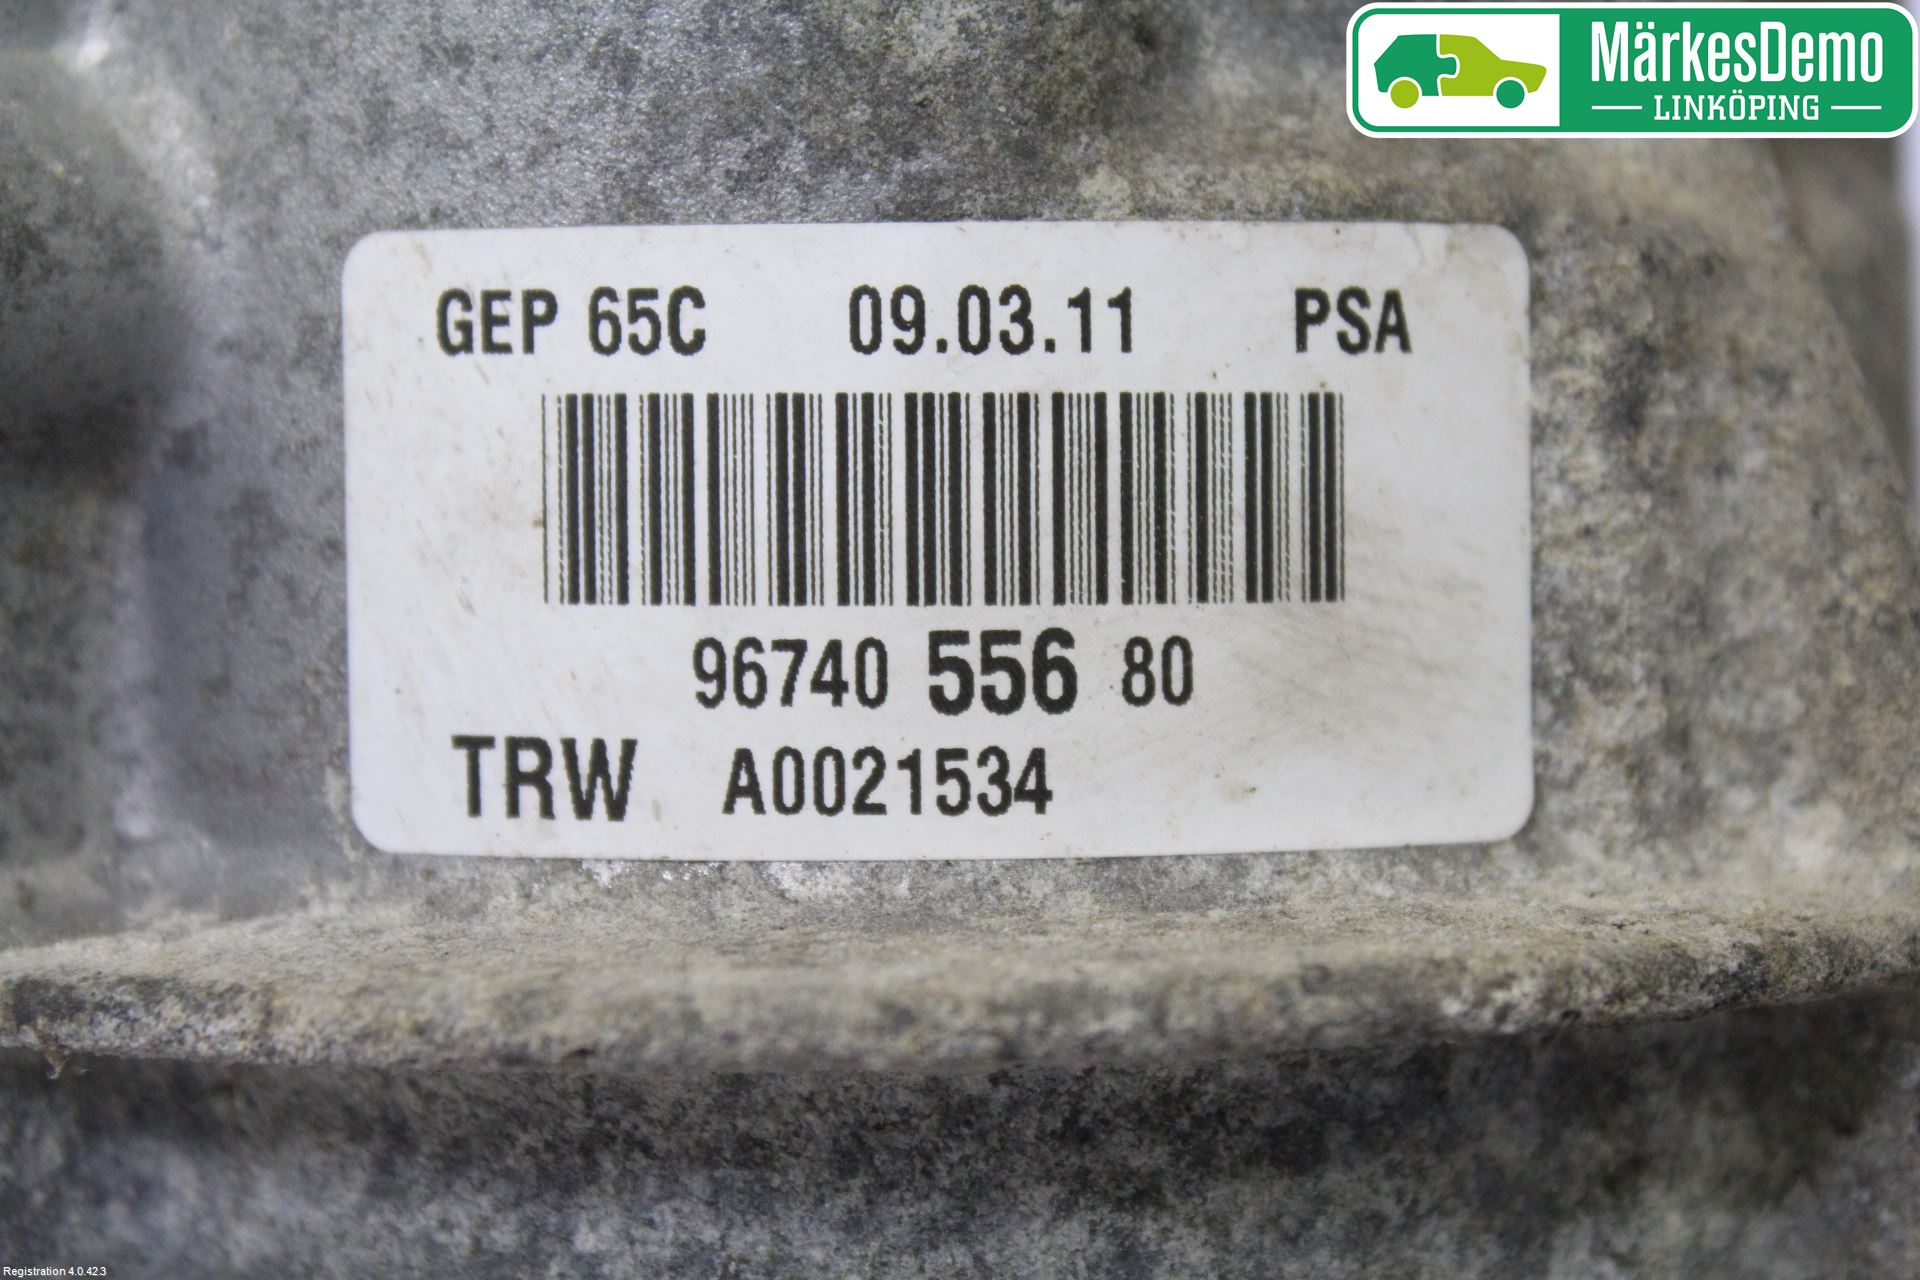 MärkesDemo
LINKÖPING
GEP 65C 09.03.11 PSA
96740 556 80
TRW A0021534
Registration 4.0.42.3